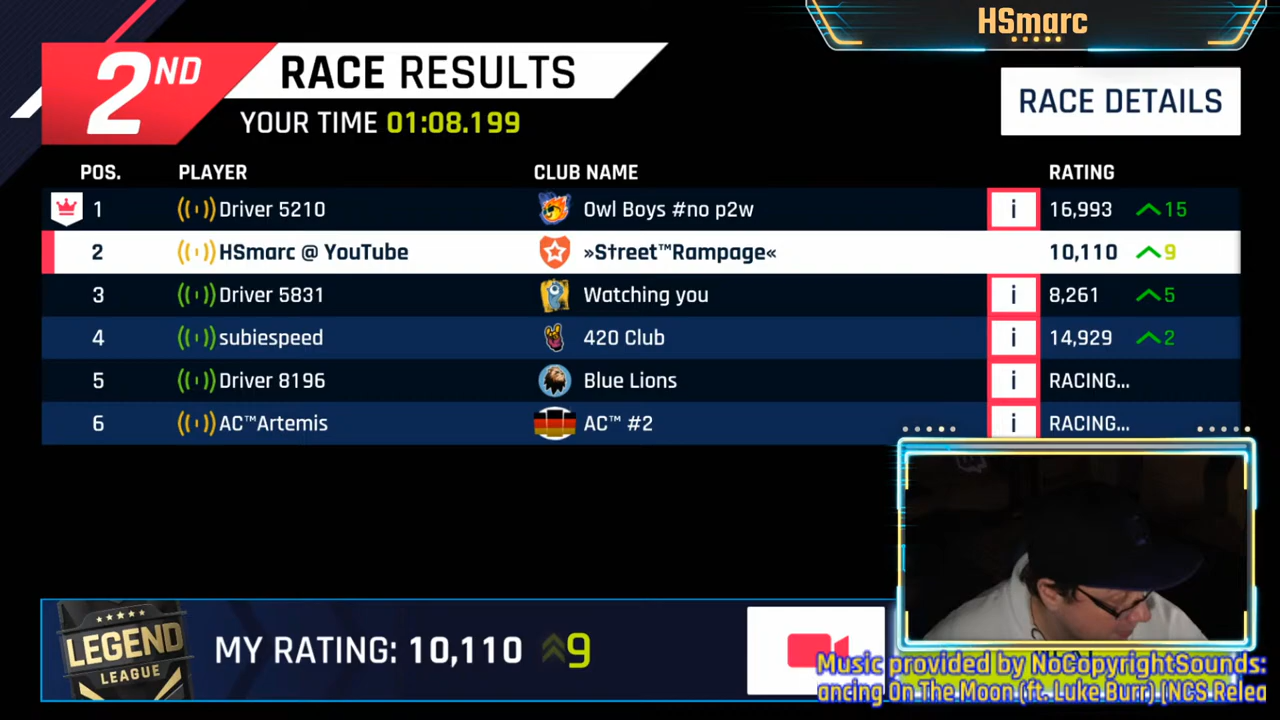 HSmarc
2ND
RACE RESULTS
YOUR TIME 01:08.199
RACE DETAILS
POS. PLAYER CLUB NAME RATING
1 Driver 5210 Owl Boys #no p2w i 16,993 15
2 HSmarc @ YouTube »Street™Rampage« 10,110 9
3 Driver 5831 Watching you i 8,261 5
4 subiespeed 420 Club i 14,929 2
5 Driver 8196 Blue Lions i RACING...
6 AC™Artemis AC™ #2 i RACING...
LEGEND
LEAGUE
MY RATING: 10,110 9
Music provided by NoCopyrightSounds:
ancing On The Moon (ft. Luke Burr) [NCS Relea